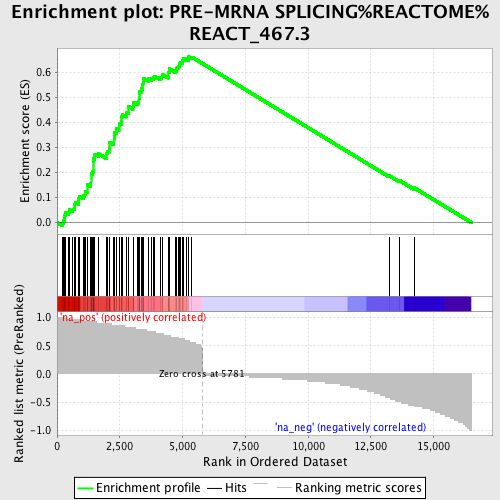 Enrichment plot: PRE-MRNA SPLICING%REACTOME%
REACT_467.3
Enrichment score (ES)
0.6
0.5
0.4
0.3
0.2
0.1
0.0
Ranked list metric (PreRanked)
1.0
0.5
0.0
-0.5
-1.0
'na_pos' (positively correlated)
Zero cross at 5781
'na_neg' (negatively correlated)
0 2,500 5,000 7,500 10,000 12,500 15,000
Rank in Ordered Dataset
Enrichment profile Hits Ranking metric scores